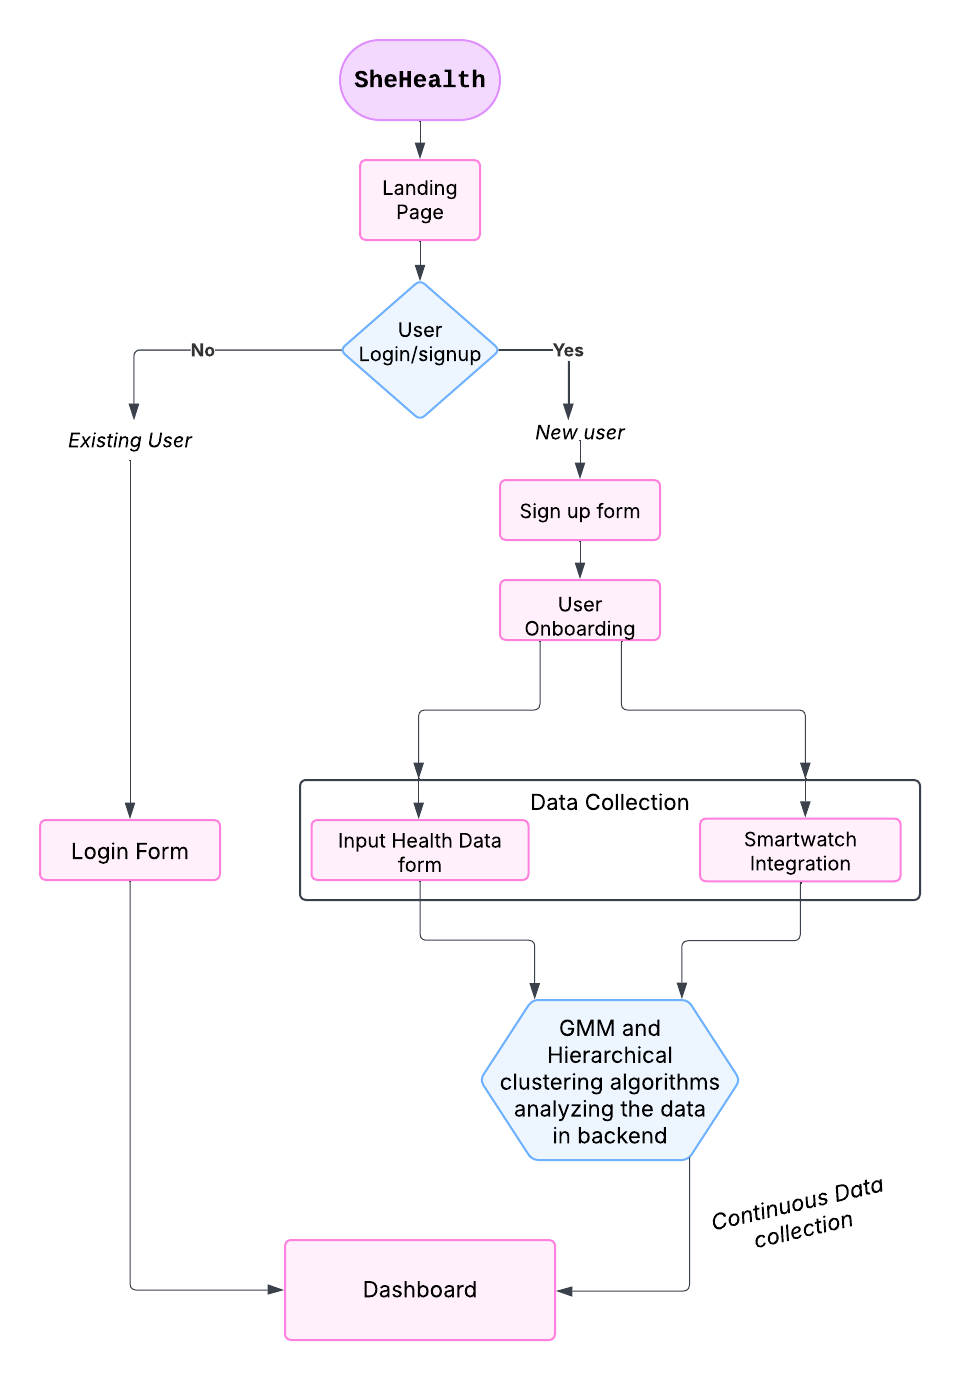 SheHealth
Landing
Page
User
Login/signup
No
Yes
Existing User
New user
Sign up form
User
Onboarding
Data Collection
Input Health Data
form
Smartwatch
Integration
Login Form
GMM and
Hierarchical
clustering algorithms
analyzing the data
in backend
Continuous Data
collection
Dashboard